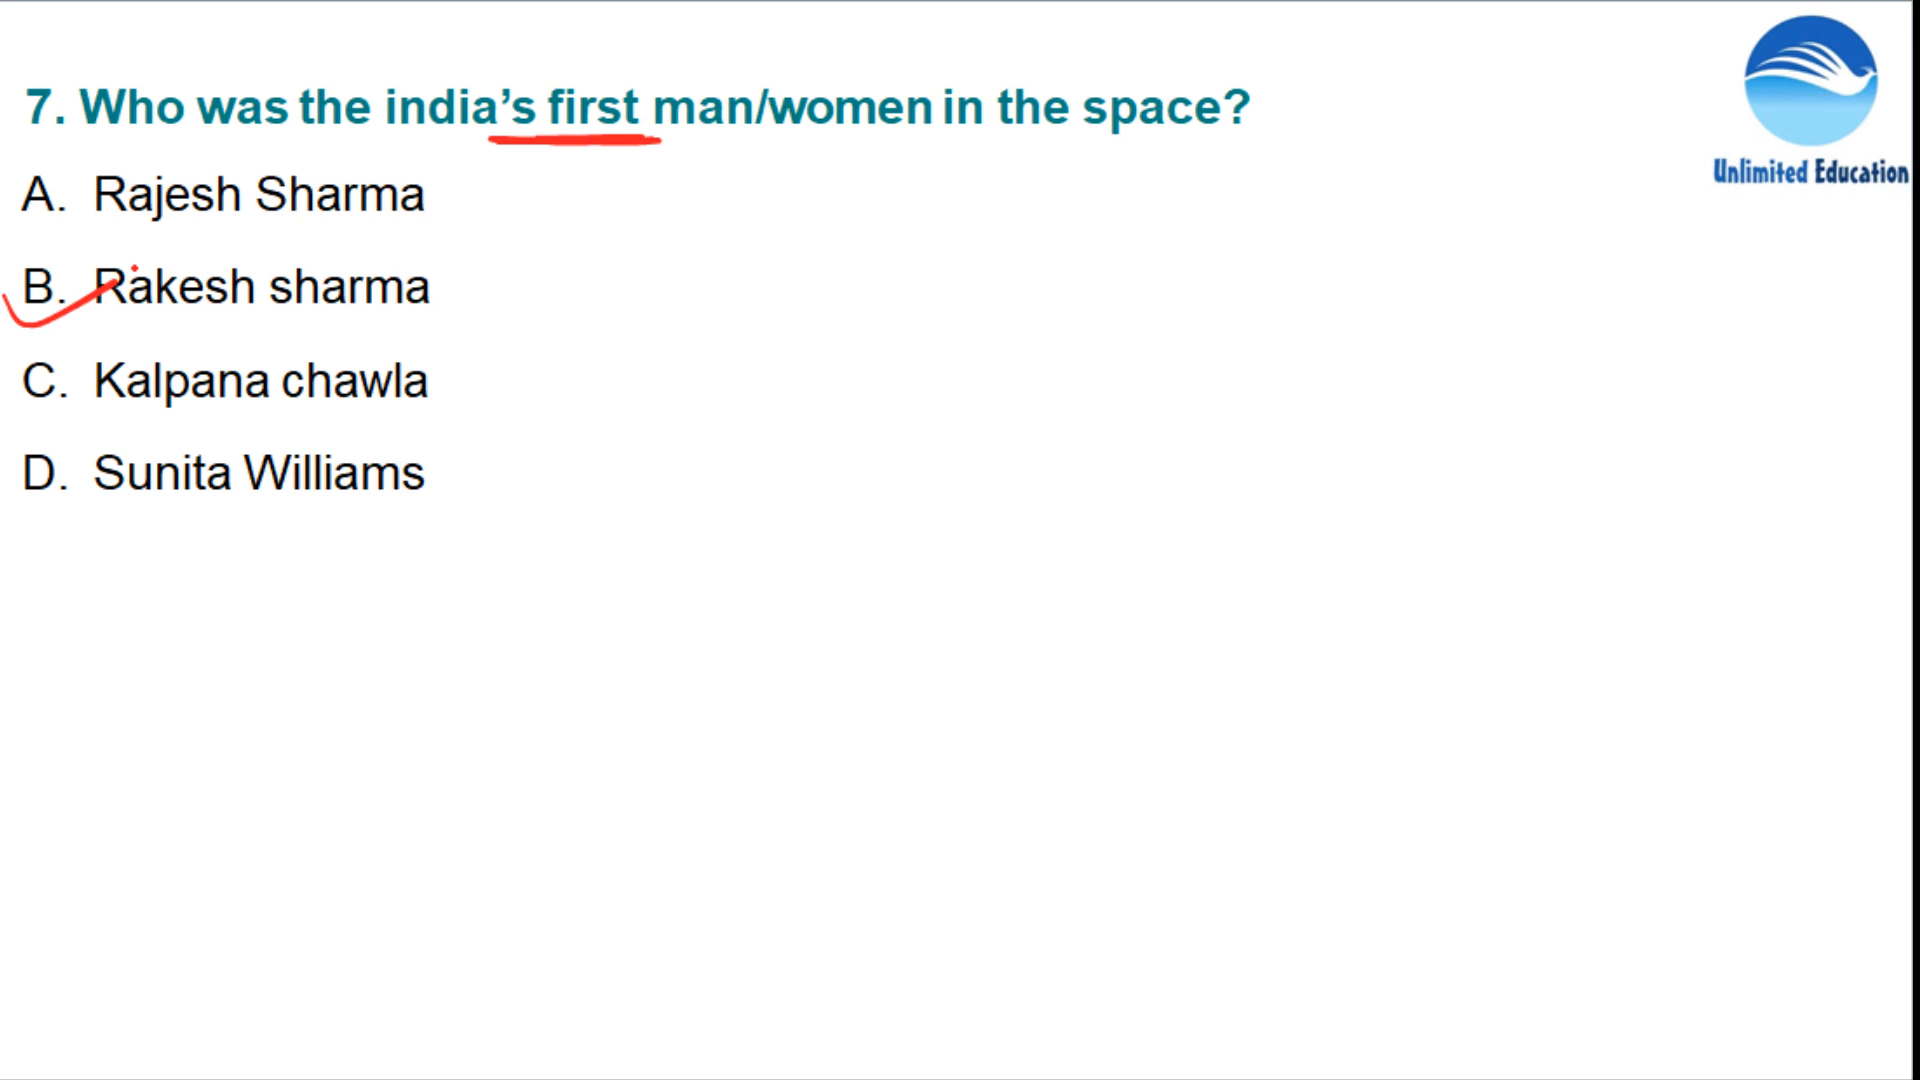 7. Who was the india’s first man/women in the space?
A. Rajesh Sharma
B. Rakesh sharma
C. Kalpana chawla
D. Sunita Williams
Unlimited Education